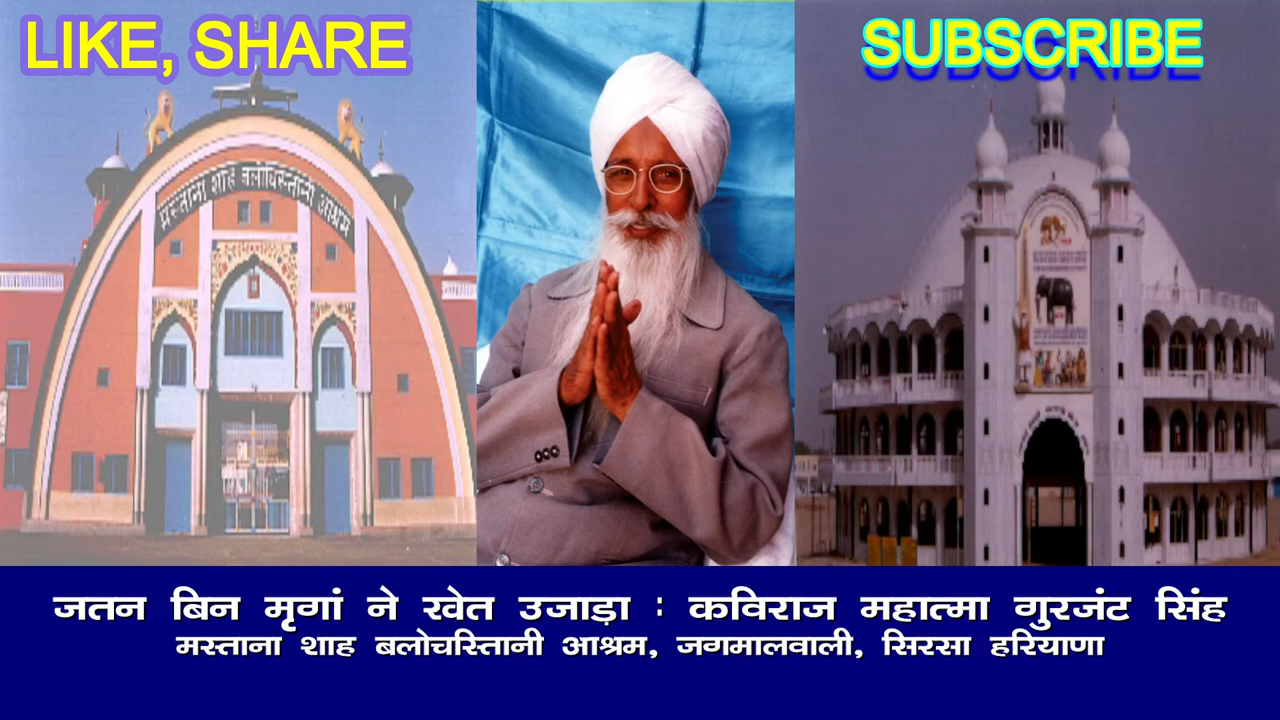 LIKE, SHARE
SUBSCRIBE
मस्ताना शाह बलोचिस्तानी आश्रम
जतन बिन मृगां ने खेत उजाड़ा : कविराज महात्मा गुरजंट सिंह
मस्ताना शाह बलोचस्तिानी आश्रम, जगमालवाली, सिरसा हरियाणा